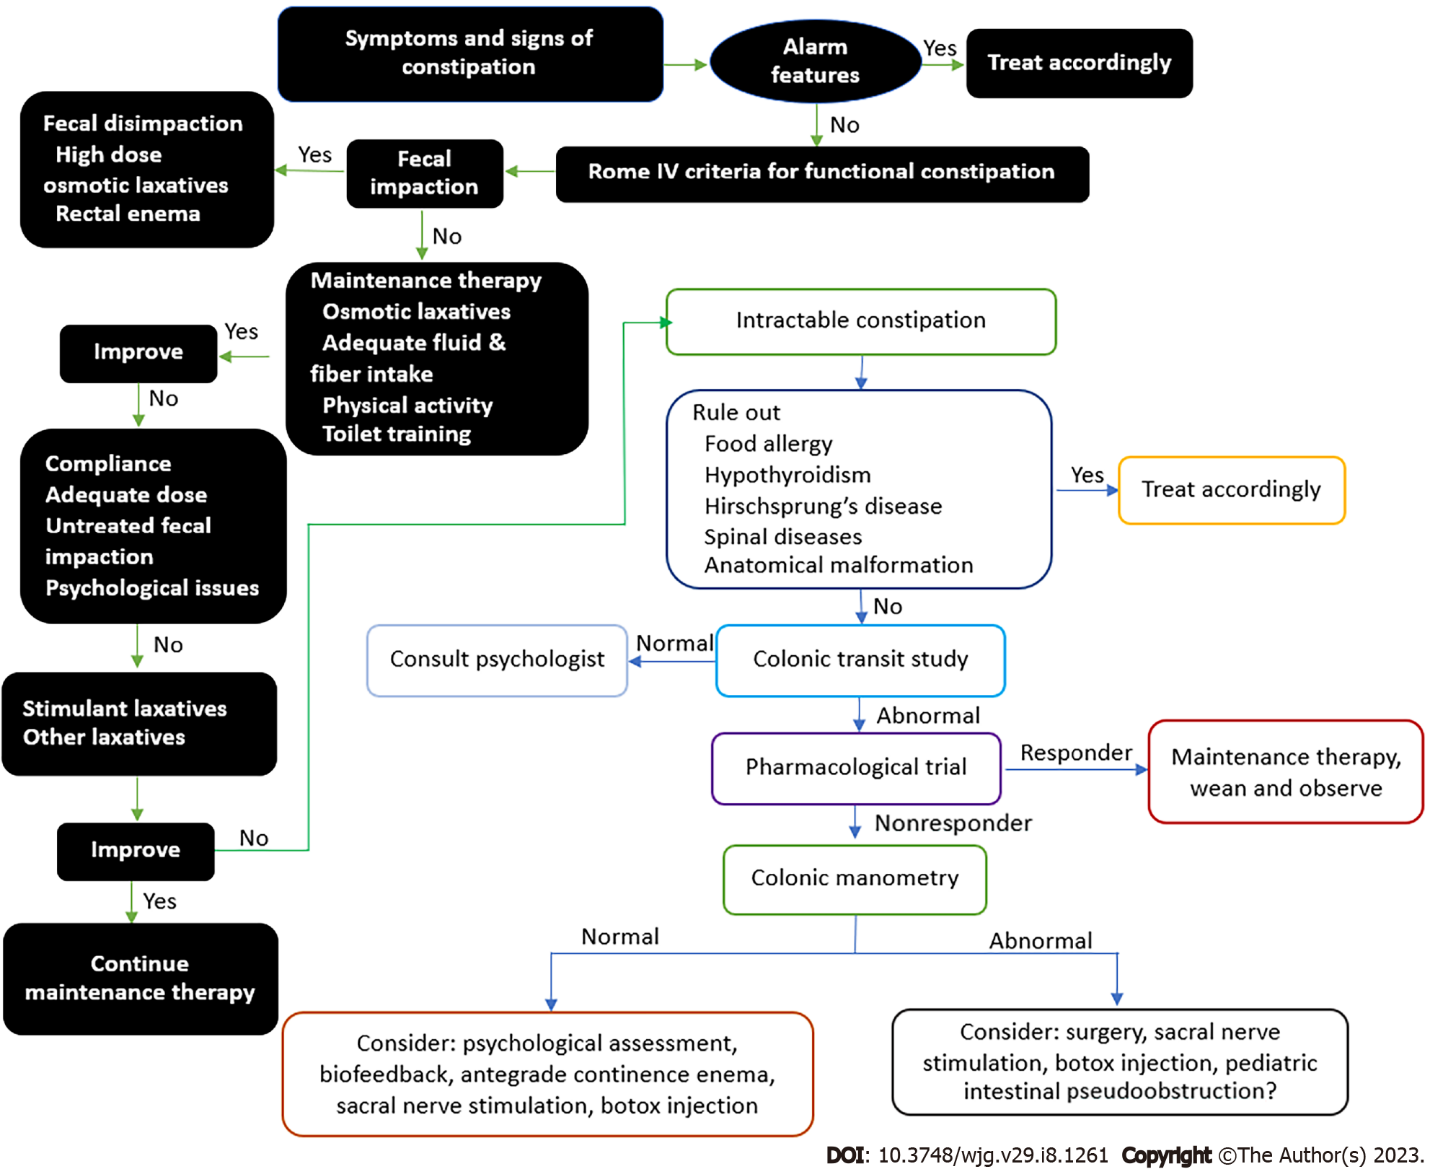 Symptoms and signs of
constipation
Alarm
features
Yes
Treat accordingly
No
Rome IV criteria for functional constipation
Fecal
impaction
Yes
Fecal disimpaction
High dose
osmotic laxatives
Rectal enema
No
Maintenance therapy
Osmotic laxatives
Adequate fluid &
fiber intake
Physical activity
Toilet training
Yes
Improve
No
Compliance
Adequate dose
Untreated fecal
impaction
Psychological issues
No
Stimulant laxatives
Other laxatives
Improve
No
Yes
Continue
maintenance therapy
Intractable constipation
Rule out
Food allergy
Hypothyroidism
Hirschsprung's disease
Spinal diseases
Anatomical malformation
Yes
Treat accordingly
No
Colonic transit study
Normal
Consult psychologist
Abnormal
Pharmacological trial
Responder
Maintenance therapy,
wean and observe
Nonresponder
Colonic manometry
Normal
Abnormal
Consider: psychological assessment,
biofeedback, antegrade continence enema,
sacral nerve stimulation, botox injection
Consider: surgery, sacral nerve
stimulation, botox injection, pediatric
intestinal pseudoobstruction?
DOI: 10.3748/wjg.v29.i8.1261 Copyright ©The Author(s) 2023.